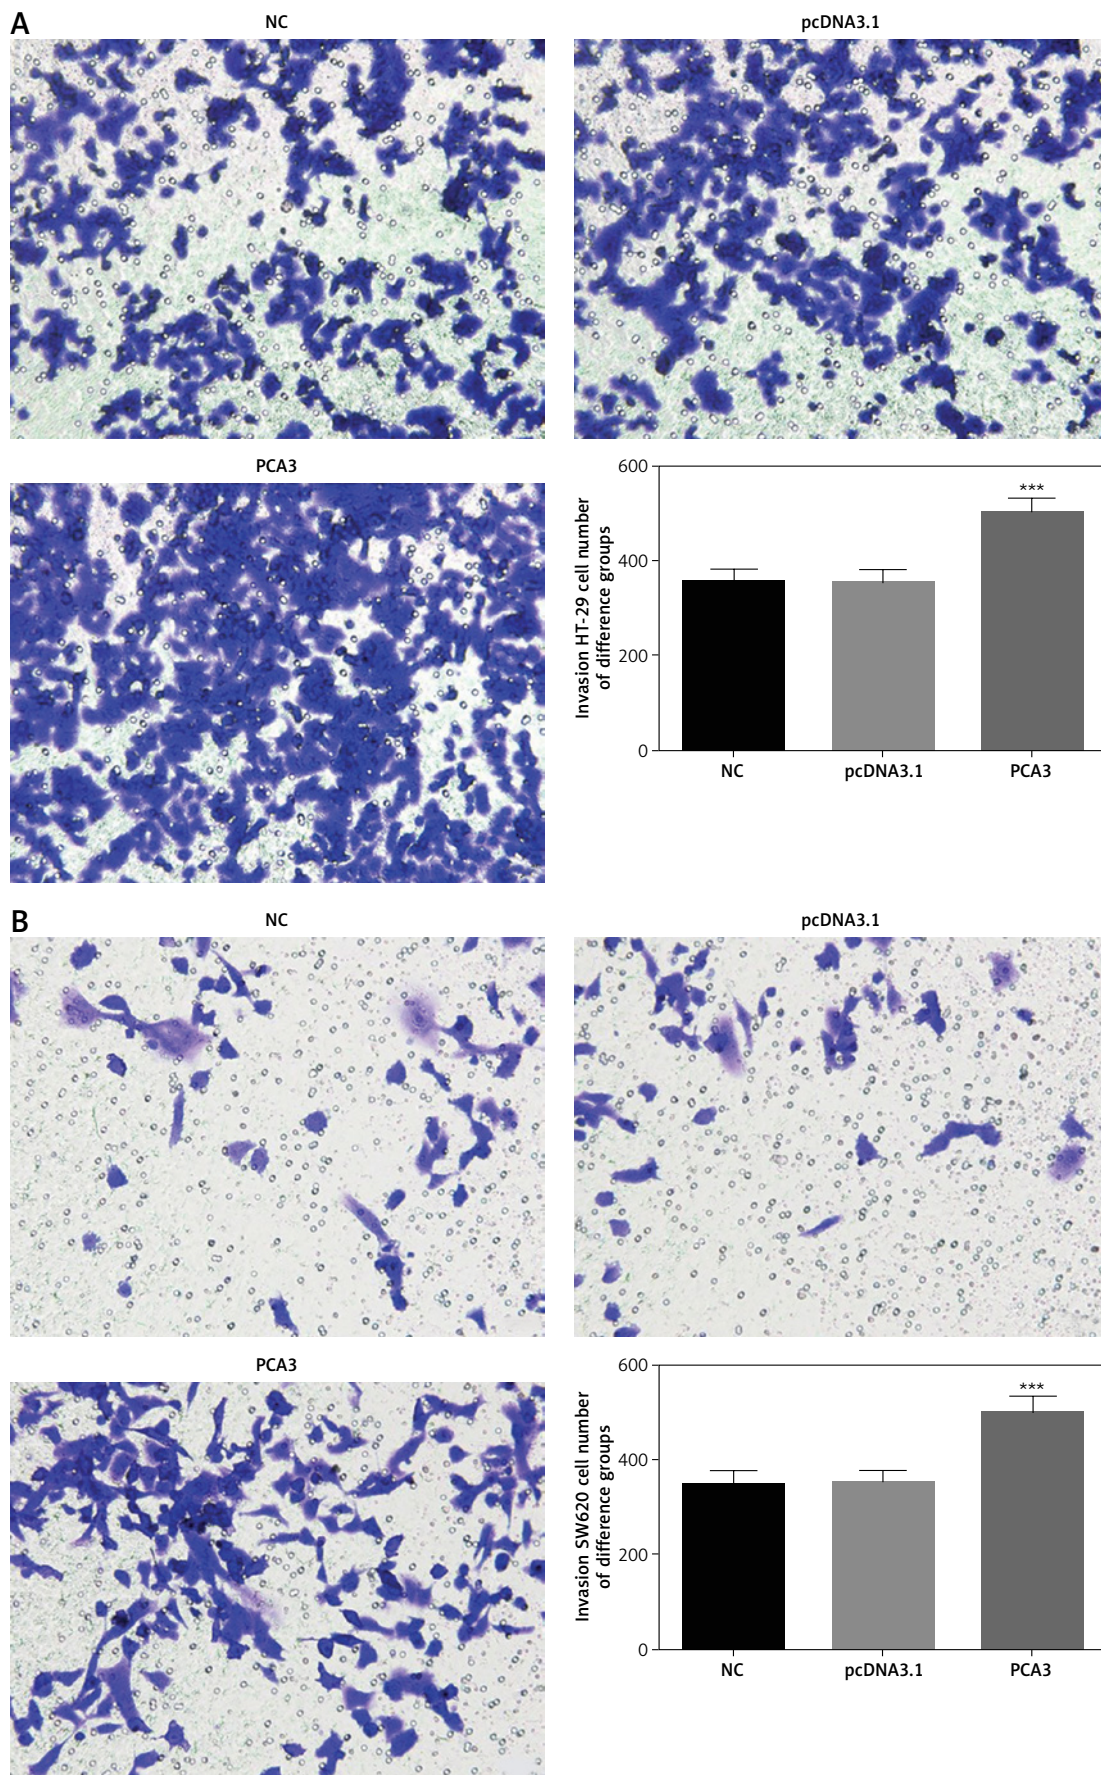 A
NC
pcDNA3.1
PCA3
600
400
200
0
Invasion HT-29 cell number
of difference groups
***
NC
pcDNA3.1
PCA3
B
NC
pcDNA3.1
PCA3
600
400
200
0
Invasion SW620 cell number
of difference groups
***
NC
pcDNA3.1
PCA3